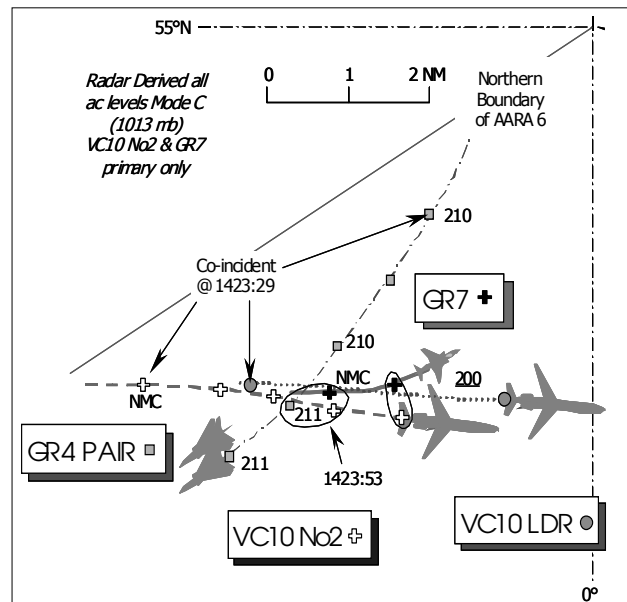 55°N
Radar Derived all
ac levels Mode C
(1013 mb)
VC10 No2 & GR7
primary only
0 1 2 NM
Northern
Boundary
of AARA 6
210
Co-incident
@ 1423:29
GR7
210
NMC
NMC
200
211
GR4 PAIR
211
1423:53
VC10 No2
VC10 LDR
0°